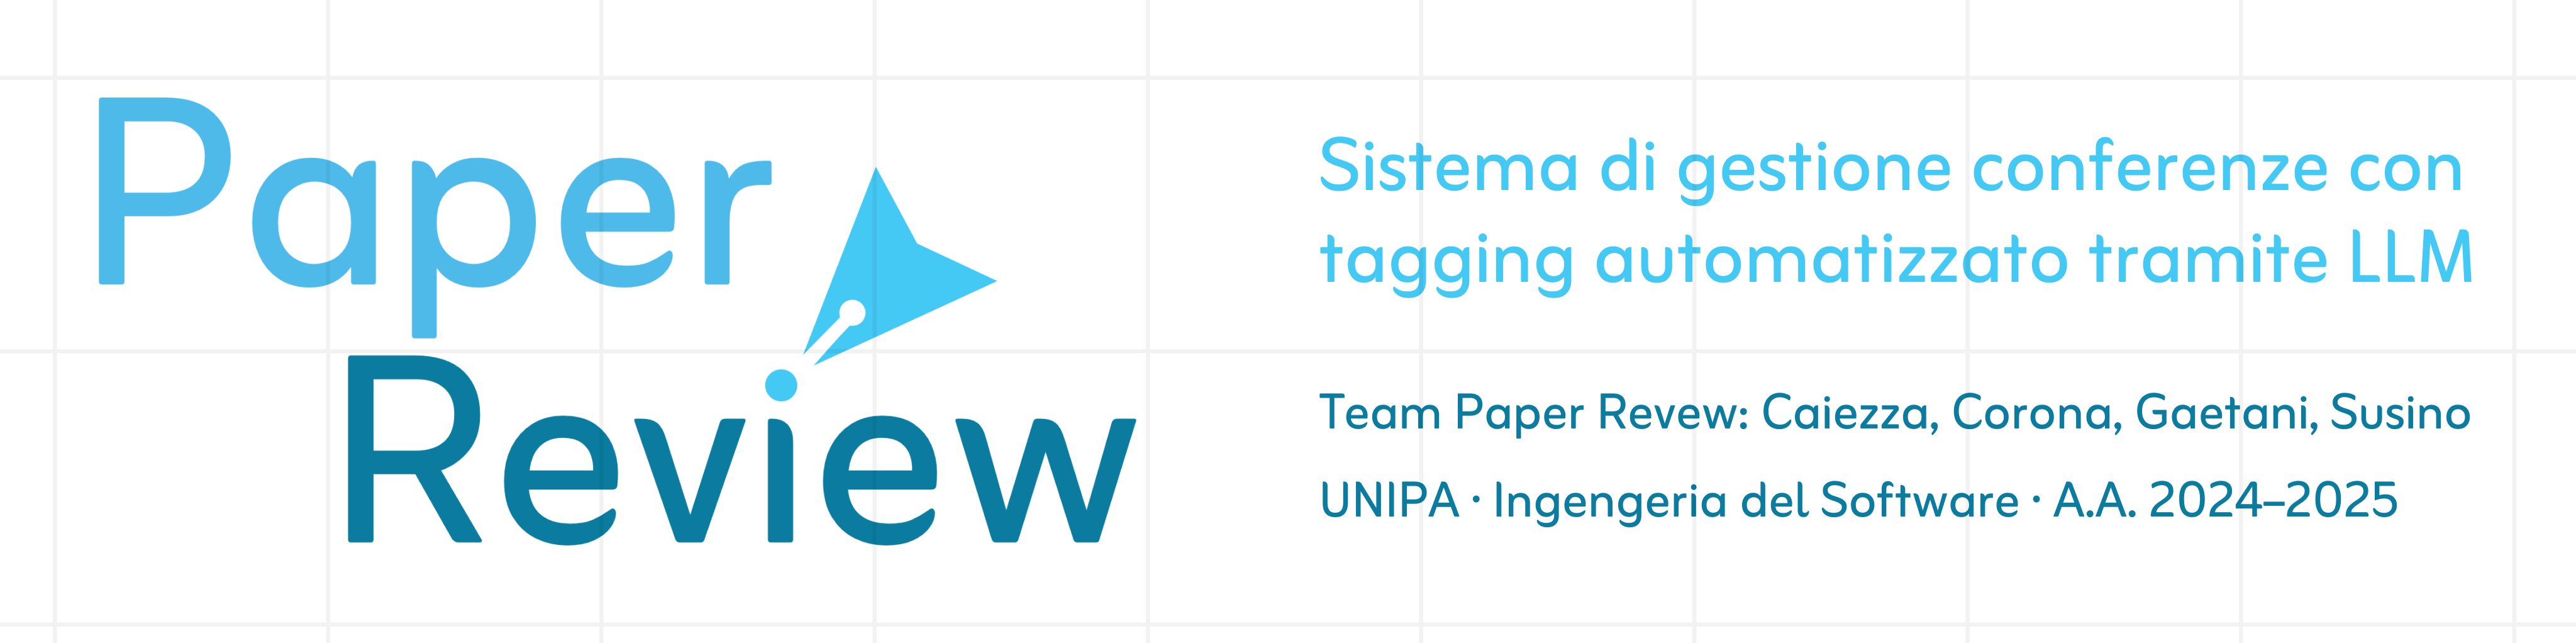 Paper
Review
Sistema di gestione conferenze con
tagging automatizzato tramite LLM
Team Paper Revew: Caiezza, Corona, Gaetani, Susino
UNIPA · Ingengeria del Software · A.A. 2024–2025